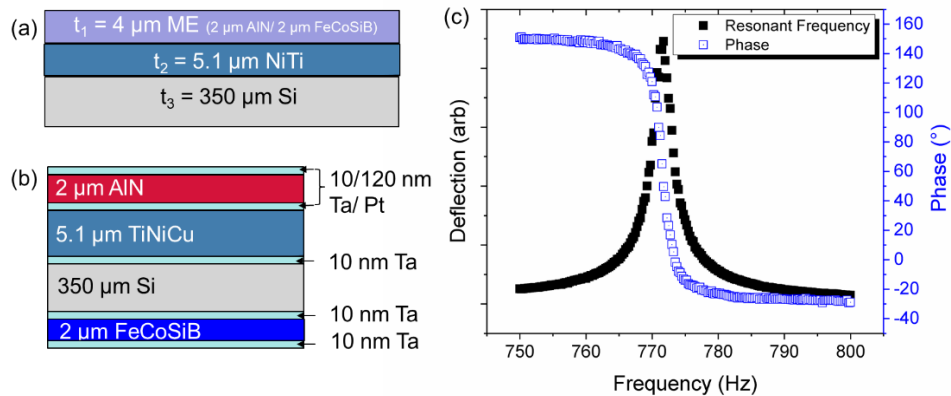 (a)
t₁ = 4 µm ME (2 µm AlN/ 2 µm FeCoSiB)
t₂ = 5.1 µm NiTi
t₃ = 350 µm Si
(b)
2 µm AlN
10/120 nm
Ta/ Pt
5.1 µm TiNiCu
10 nm Ta
350 µm Si
10 nm Ta
2 µm FeCoSiB
10 nm Ta
(c)
Resonant Frequency
Phase
Deflection (arb)
750 760 770 780 790 800
Frequency (Hz)
160
140
120
100
80
60
40
20
0
-20
-40
Phase (°)